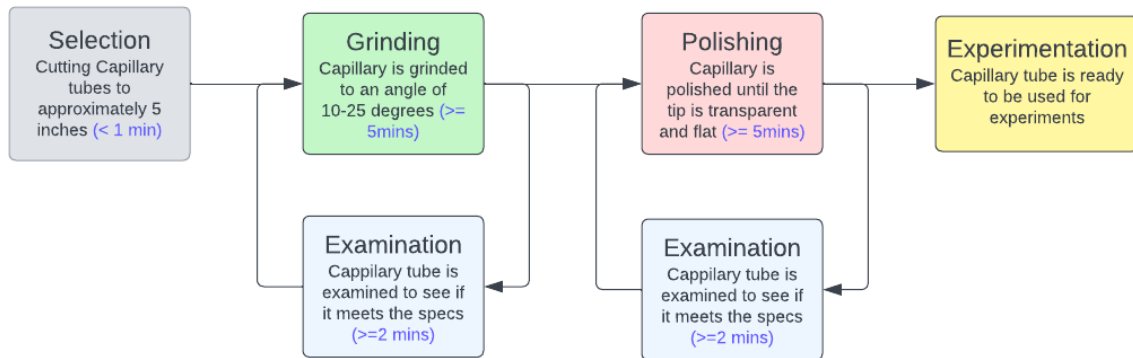 Selection
Cutting Capillary
tubes to
approximately 5
inches (< 1 min)
Grinding
Capillary is grinded
to an angle of
10-25 degrees (>=
5mins)
Polishing
Capillary is
polished until the
tip is transparent
and flat (>= 5mins)
Experimentation
Capillary tube is ready
to be used for
experiments
Examination
Cappilary tube is
examined to see if
it meets the specs
(>=2 mins)
Examination
Cappilary tube is
examined to see if
it meets the specs
(>=2 mins)